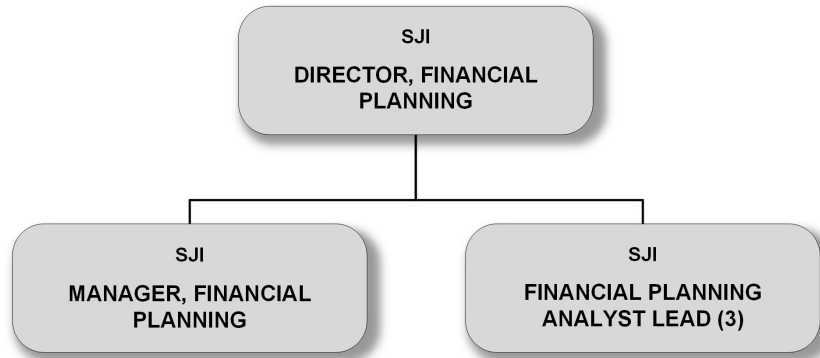 SJI
DIRECTOR, FINANCIAL
PLANNING
SJI
MANAGER, FINANCIAL
PLANNING
SJI
FINANCIAL PLANNING
ANALYST LEAD (3)